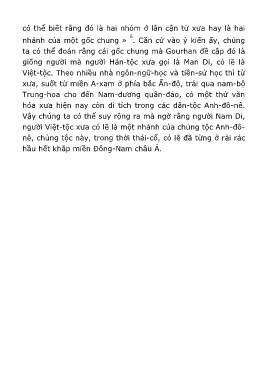 có thể biết rằng đó là hai nhóm ở lân cận từ xưa hay là hai
nhánh của một gốc chung » 6. Căn cứ vào ý kiến ấy, chúng
ta có thể đoán rằng cái gốc chung mà Gourhan đề cập đó là
giống người mà người Hán-tộc xưa gọi là Man Di, có lẽ là
Việt-tộc. Theo nhiều nhà ngôn-ngữ-học và tiền-sử học thì từ
xưa, suốt từ miền A-xam ở phía bắc Ấn-độ, trải qua nam-bộ
Trung-hoa cho đến Nam-dương quần-đảo, có một thứ văn
hóa xưa hiện nay còn di tích trong các dân-tộc Anh-đô-nê.
Vậy chúng ta có thể suy rộng ra mà ngờ rằng người Nam Di,
người Việt-tộc xưa có lẽ là một nhánh của chủng tộc Anh-đô-
nê, chủng tộc này, trong thời thái-cổ, có lẽ đã từng ở rải rác
hầu hết khắp miền Đông-Nam châu Á.